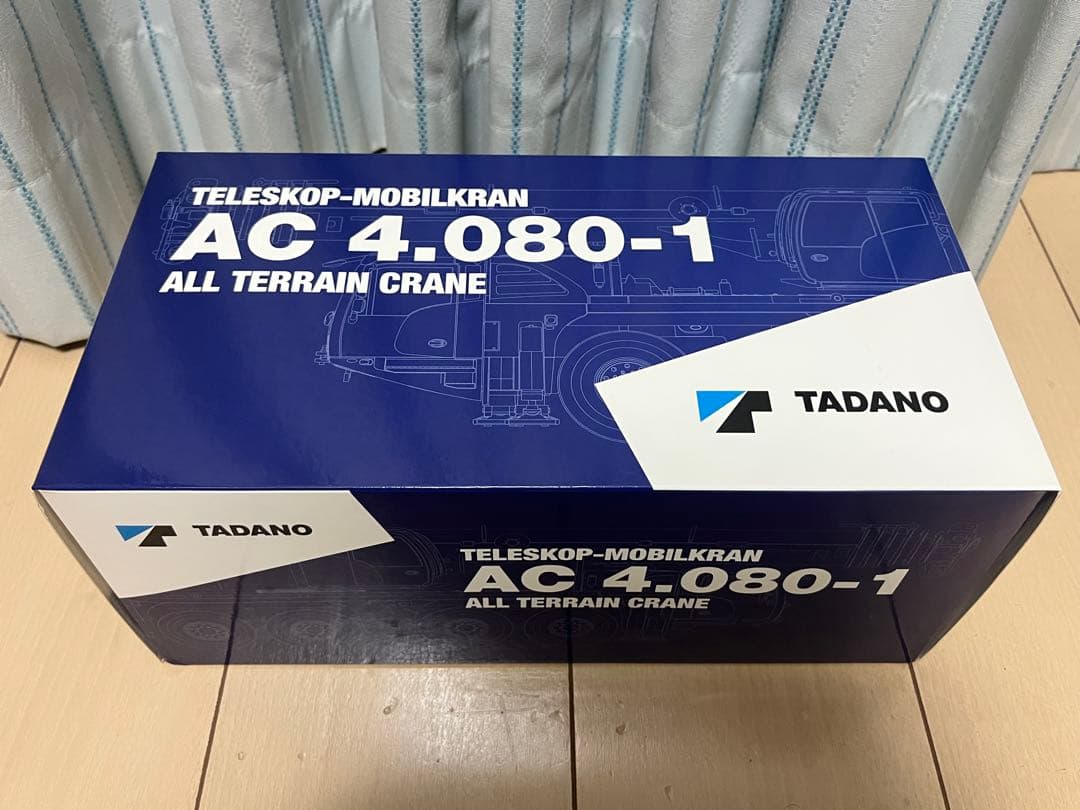 TELESKOP-MOBILKRAN
AC 4.080-1
ALL TERRAIN CRANE
TADANO
TADANO
TELESKOP-MOBILKRAN
AC 4.080-1
ALL TERRAIN CRANE